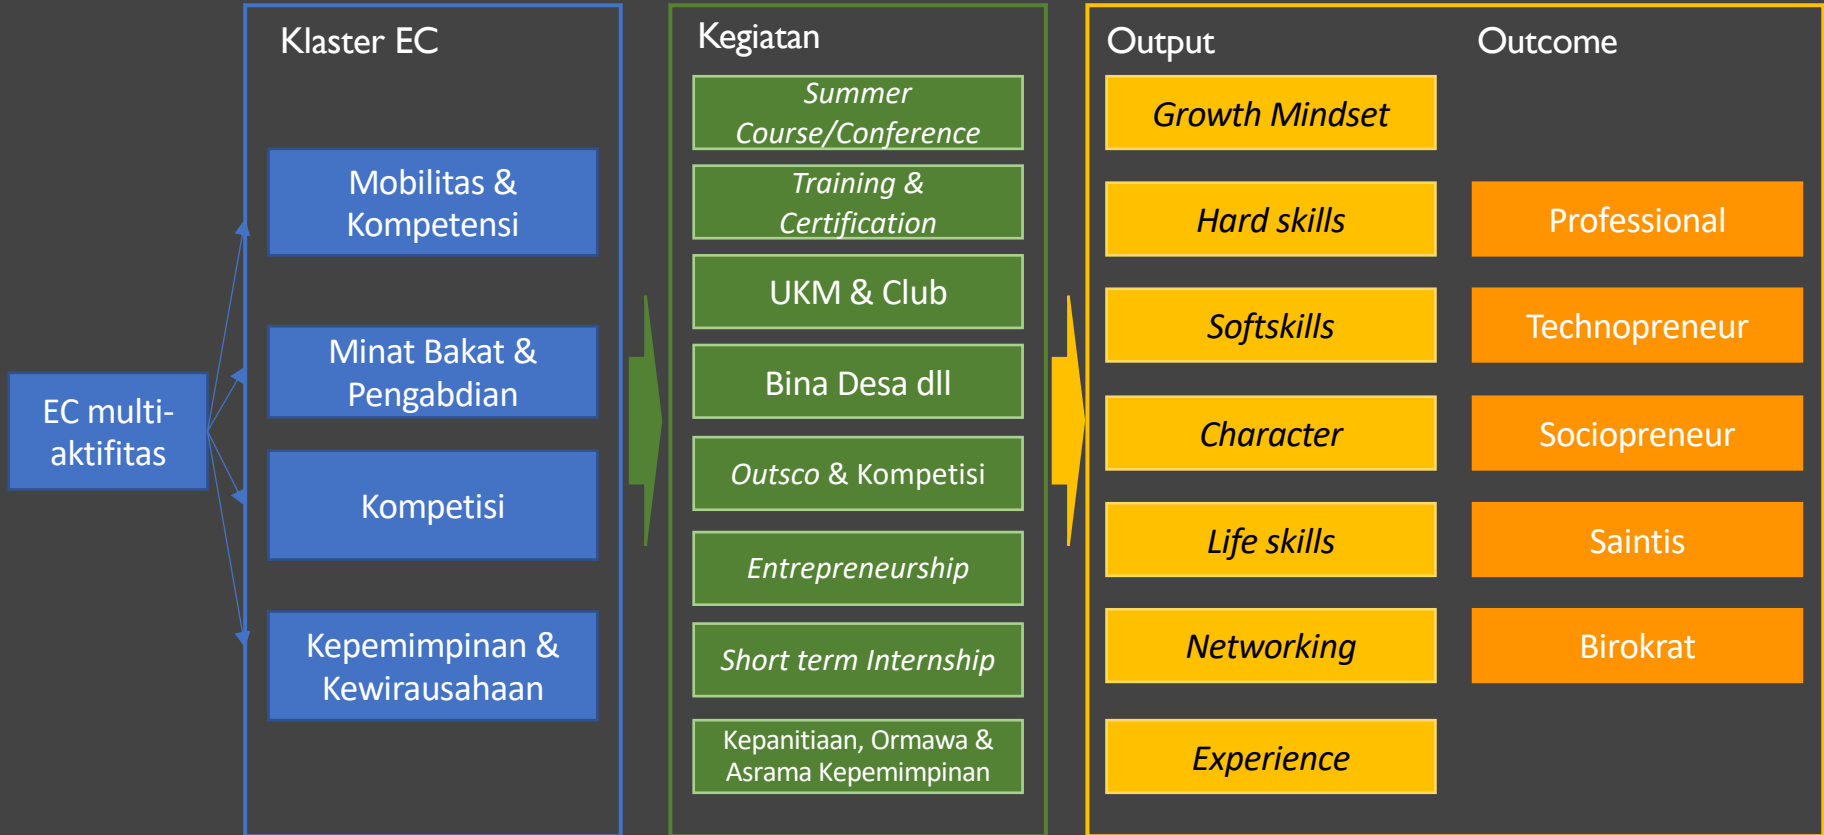 EC multi-
aktifitas
Klaster EC
Mobilitas &
Kompetensi
Minat Bakat &
Pengabdian
Kompetisi
Kepemimpinan &
Kewirausahaan
Kegiatan
Summer
Course/Conference
Training &
Certification
UKM & Club
Bina Desa dll
Outsco & Kompetisi
Entrepreneurship
Short term Internship
Kepanitiaan, Ormawa &
Asrama Kepemimpinan
Output
Growth Mindset
Hard skills
Softskills
Character
Life skills
Networking
Experience
Outcome
Professional
Technopreneur
Sociopreneur
Saintis
Birokrat